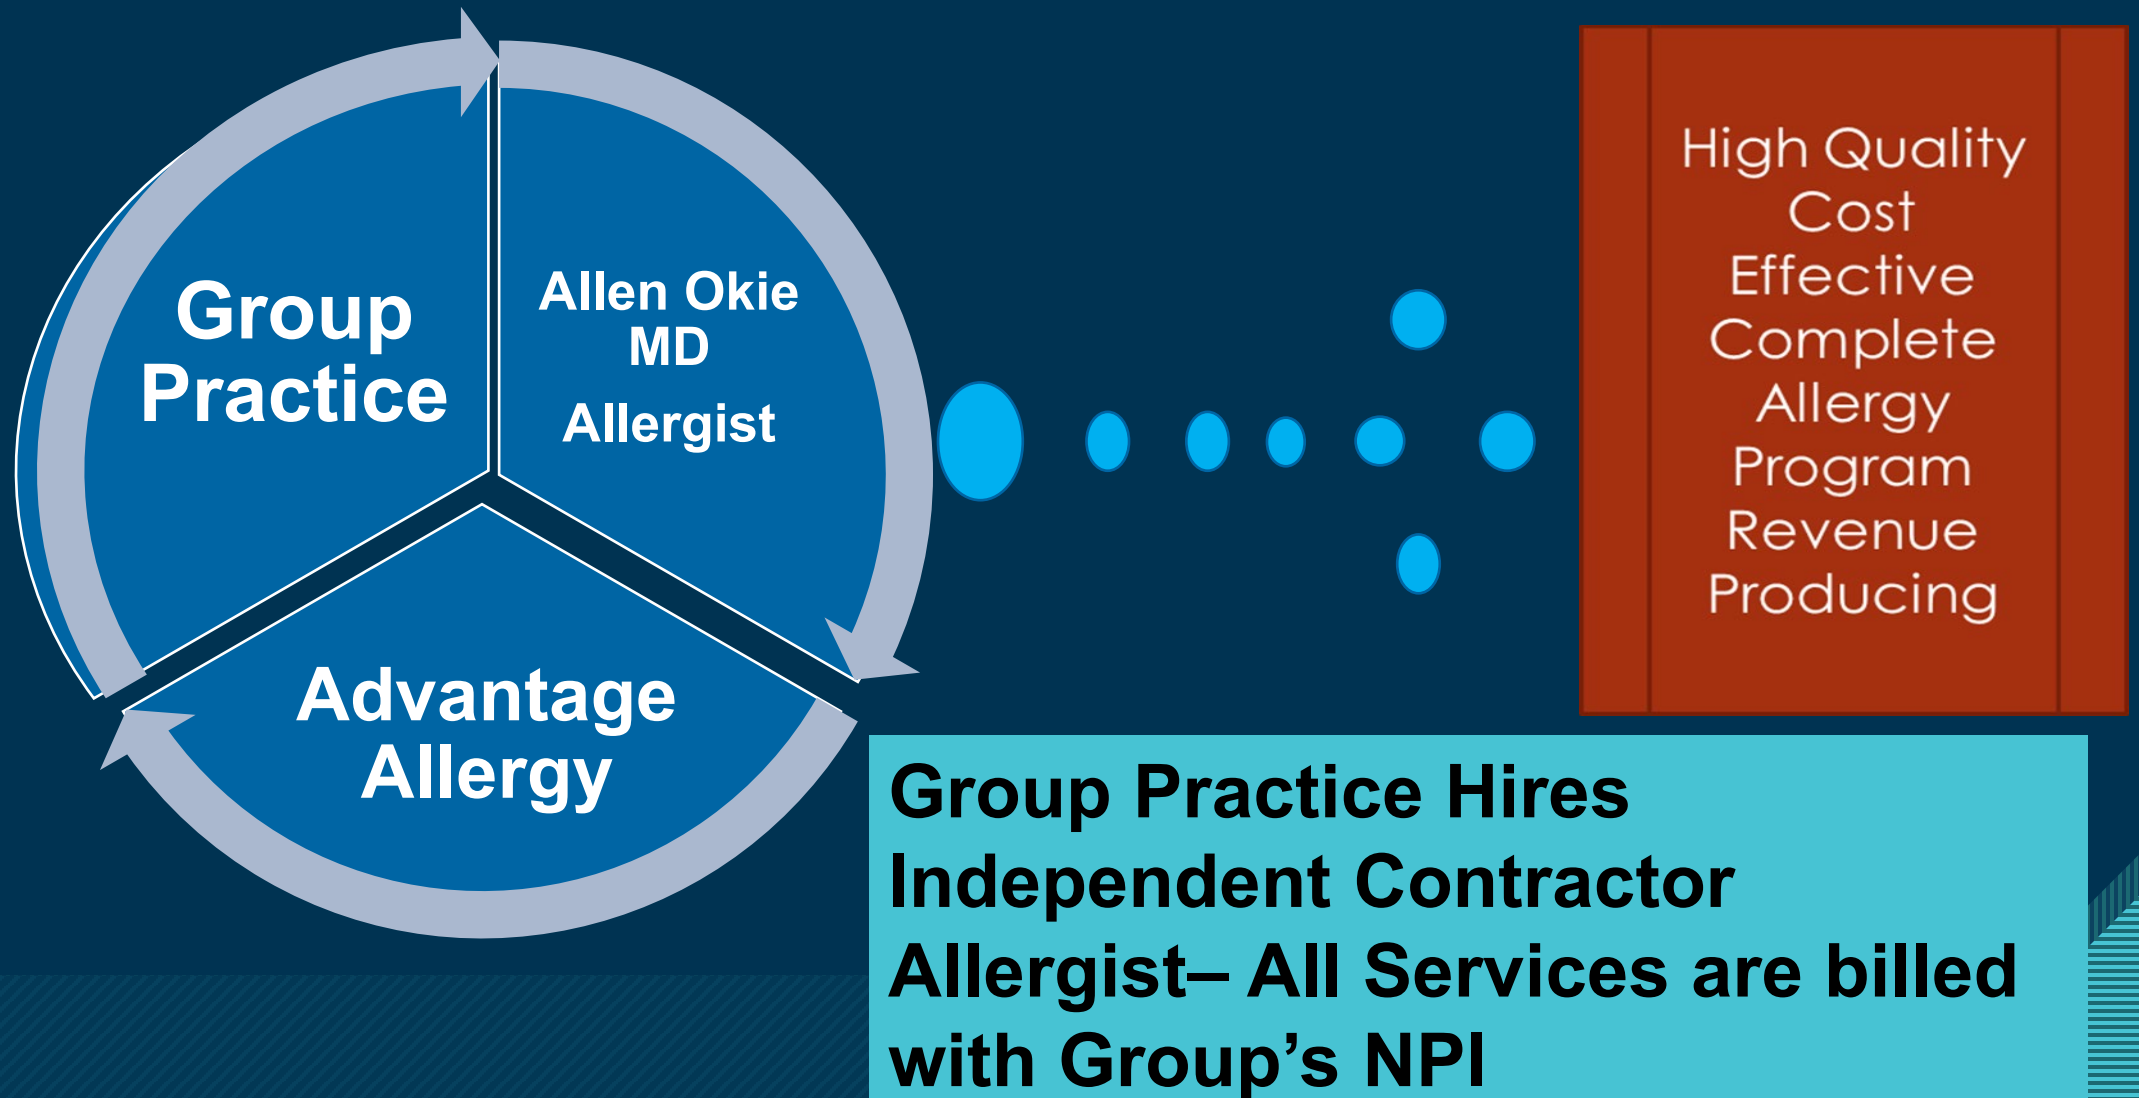 Group
Practice
Allen Okie
MD
Allergist
Advantage
Allergy
High Quality
Cost
Effective
Complete
Allergy
Program
Revenue
Producing
Group Practice Hires
Independent Contractor
Allergist– All Services are billed
with Group’s NPI